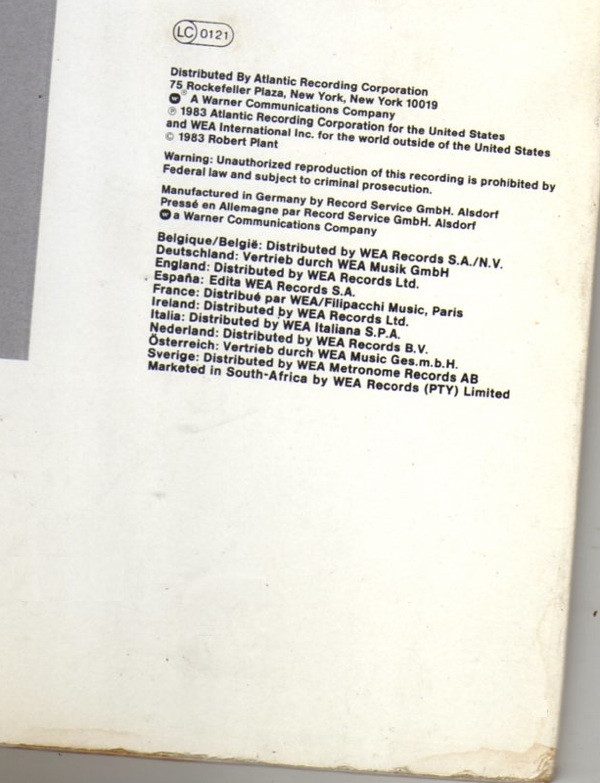 LC 0121
Distributed By Atlantic Recording Corporation
75 Rockefeller Plaza, New York, New York 10019
A Warner Communications Company
℗ 1983 Atlantic Recording Corporation for the United States
and WEA International Inc. for the world outside of the United States
© 1983 Robert Plant
Warning: Unauthorized reproduction of this recording is prohibited by
Federal law and subject to criminal prosecution.
Manufactured in Germany by Record Service GmbH. Alsdorf
Pressé en Allemagne par Record Service GmbH. Alsdorf
a Warner Communications Company
Belgique/België: Distributed by WEA Records S.A./N.V.
Deutschland: Vertrieb durch WEA Musik GmbH
England: Distributed by WEA Records Ltd.
España: Edita WEA Records S.A.
France: Distribué par WEA/Filipacchi Music, Paris
Ireland: Distributed by WEA Records Ltd.
Italia: Distributed by WEA Italiana S.P.A.
Nederland: Distributed by WEA Records B.V.
Österreich: Vertrieb durch WEA Music Ges.m.b.H.
Sverige: Distributed by WEA Metronome Records AB
Marketed in South-Africa by WEA Records (PTY) Limited